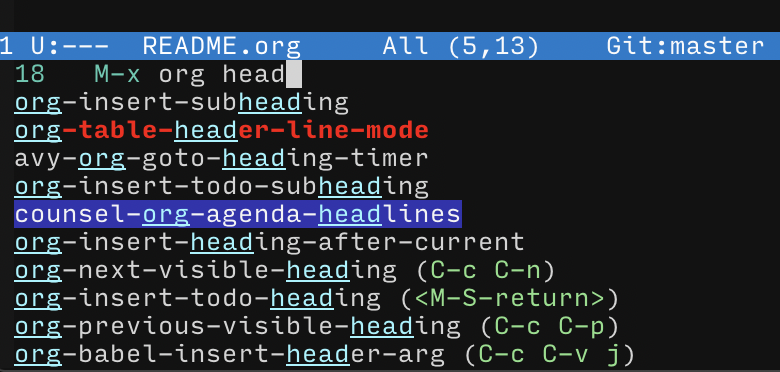 1 U:--- README.org All (5,13) Git:master
18 M-x org head
org-insert-subheading
org-table-header-line-mode
avy-org-goto-heading-timer
org-insert-todo-subheading
counsel-org-agenda-headlines
org-insert-heading-after-current
org-next-visible-heading (C-c C-n)
org-insert-todo-heading (<M-S-return>)
org-previous-visible-heading (C-c C-p)
org-babel-insert-header-arg (C-c C-v j)